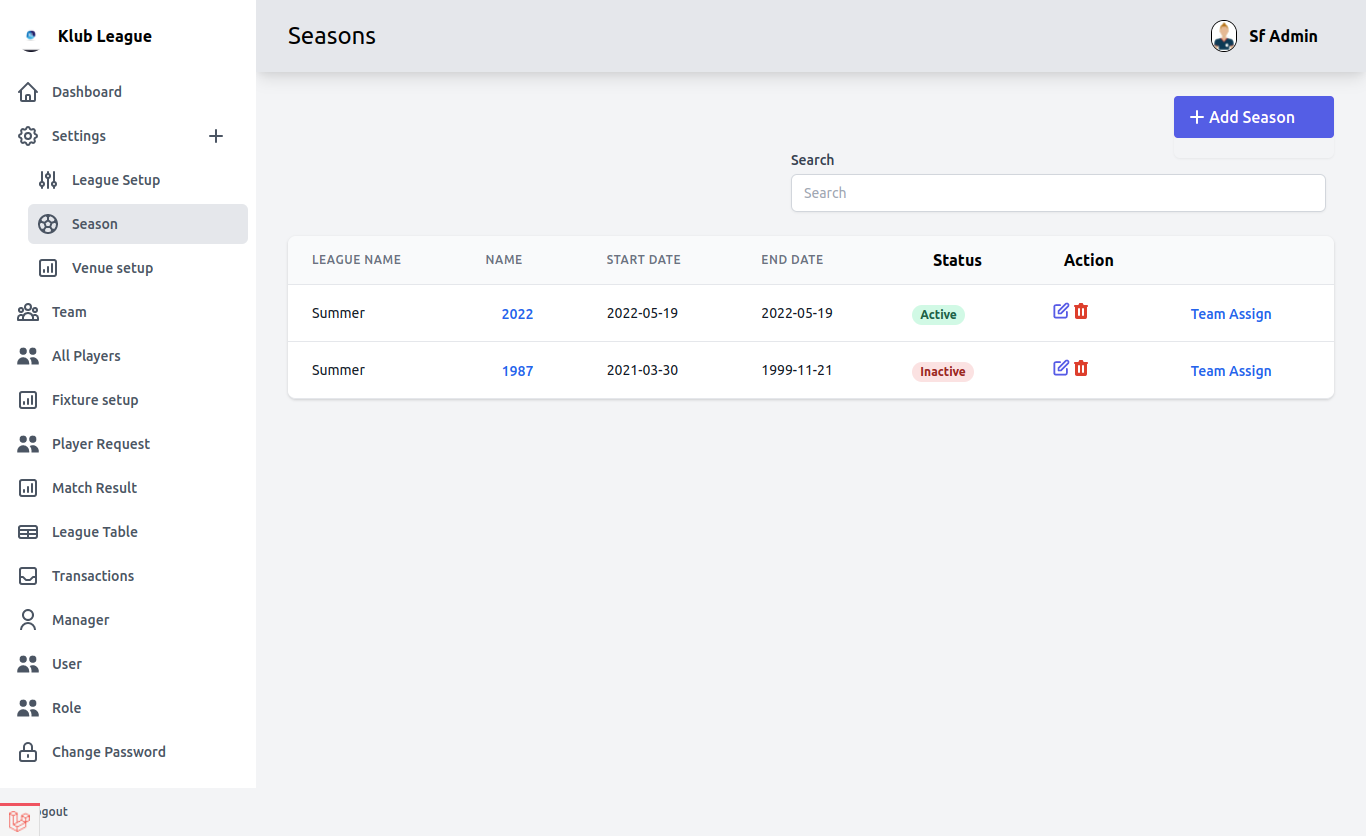 Klub League
Seasons
Sf Admin
Dashboard
Settings
League Setup
Season
Venue setup
Team
All Players
Fixture setup
Player Request
Match Result
League Table
Transactions
Manager
User
Role
Change Password
ogout
+ Add Season
Search
Search
LEAGUE NAME NAME START DATE END DATE Status Action
Summer 2022 2022-05-19 2022-05-19 Active Team Assign
Summer 1987 2021-03-30 1999-11-21 Inactive Team Assign